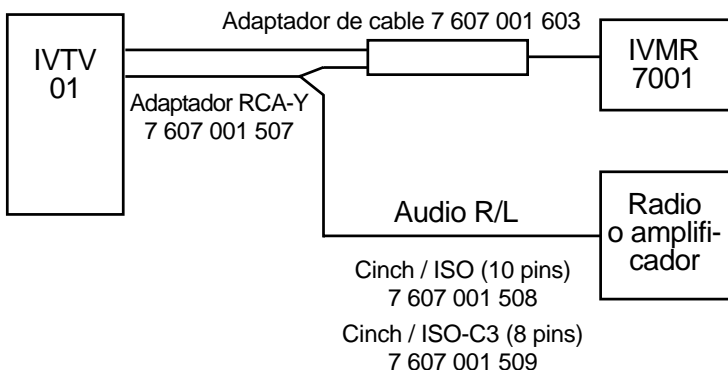 Adaptador de cable 7 607 001 603
IVTV
01
IVMR
7001
Adaptador RCA-Y
7 607 001 507
Audio R/L
Radio
o amplifi-
cador
Cinch / ISO (10 pins)
7 607 001 508
Cinch / ISO-C3 (8 pins)
7 607 001 509